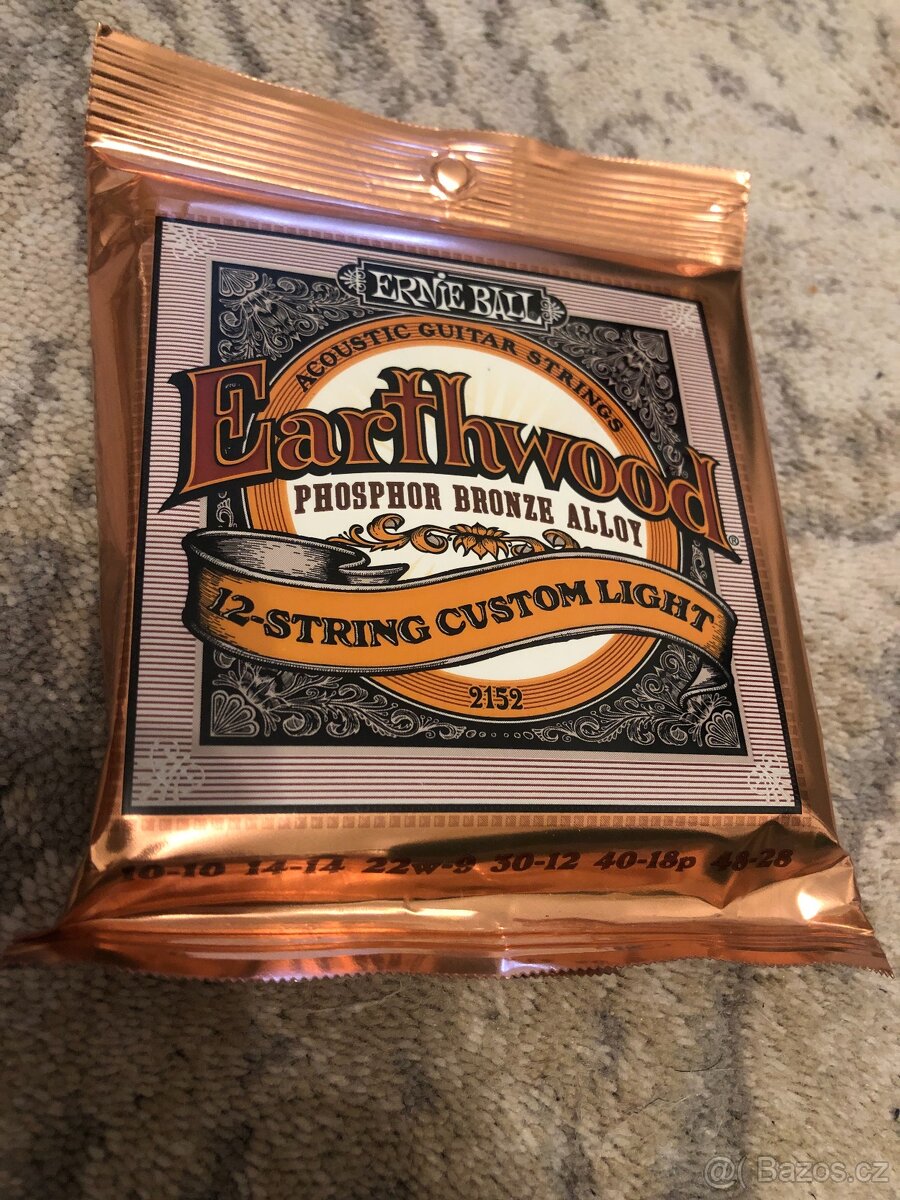 ERNIE BALL
ACOUSTIC GUITAR STRINGS
Earthwood®
PHOSPHOR BRONZE ALLOY
12-STRING CUSTOM LIGHT
2152
10-10 14-14 22w-9 30-12 40-18p 48-28
@( Bazos.cz